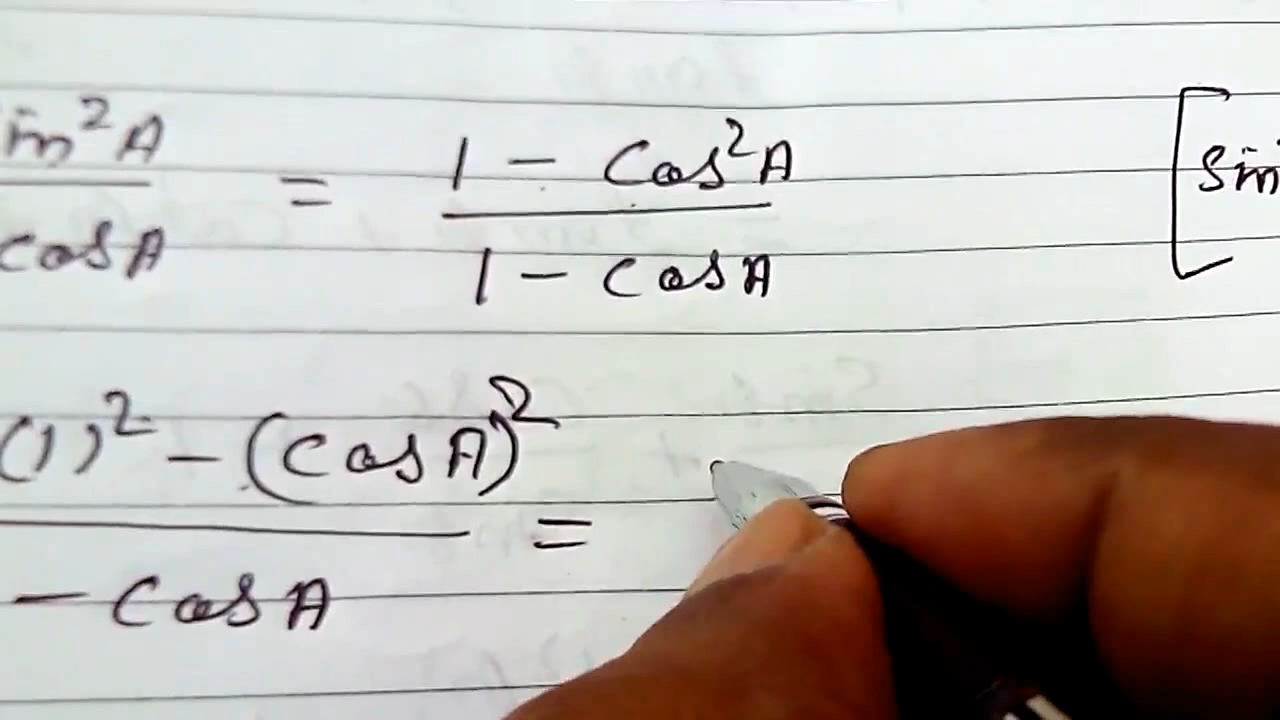 in²A / cosA = (1 - cos²A) / (1 - cosA) [sin
(1)² - (cosA)² / - cosA =